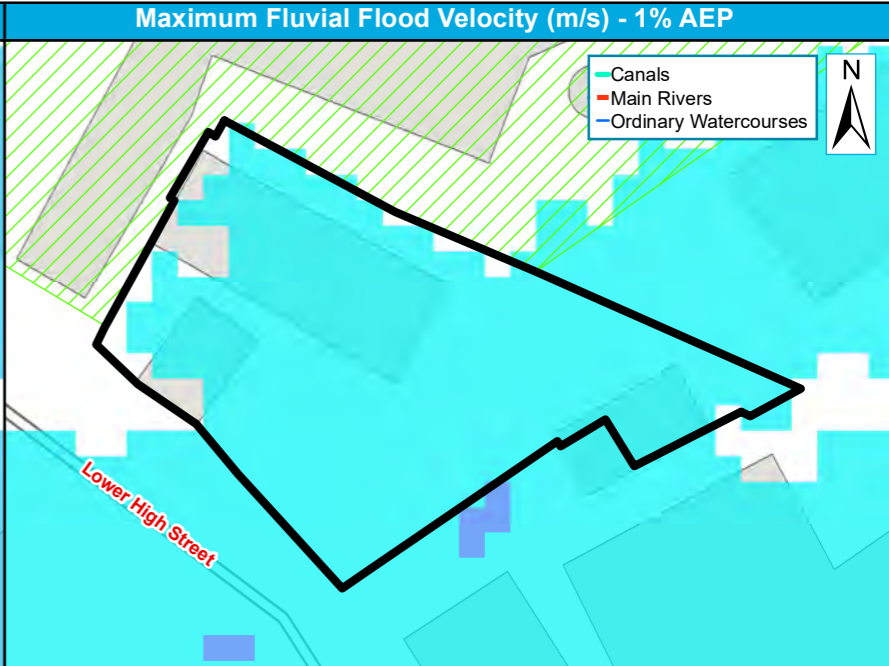 Maximum Fluvial Flood Velocity (m/s) - 1% AEP
Canals
Main Rivers
Ordinary Watercourses
N
Lower High Street